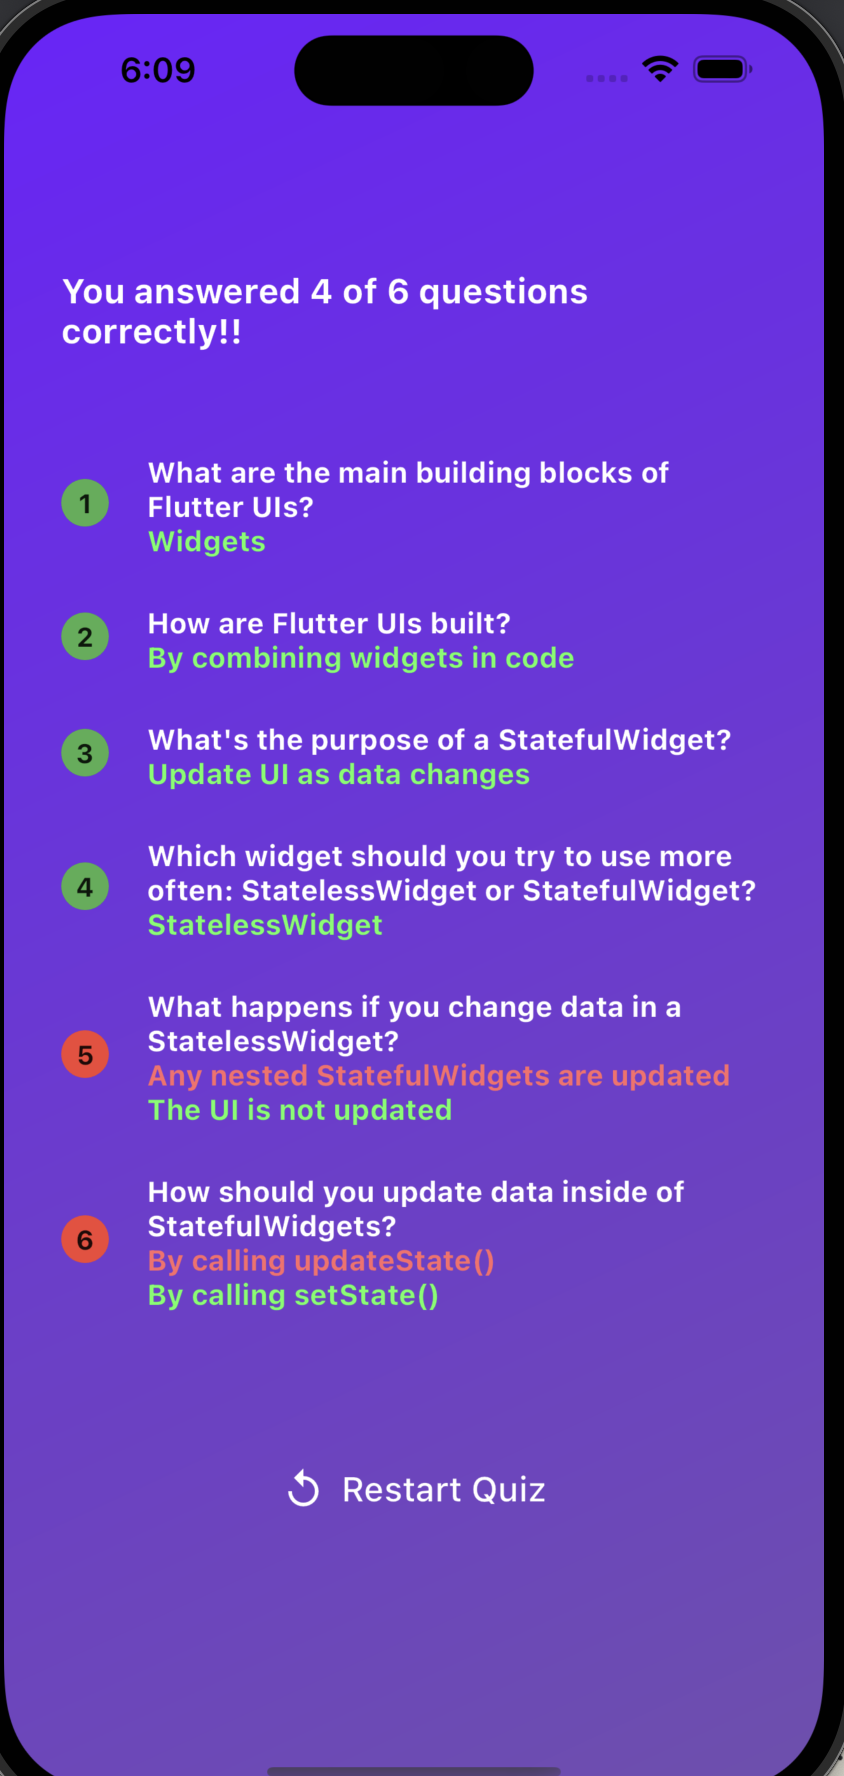 6:09
You answered 4 of 6 questions
correctly!!
1
What are the main building blocks of
Flutter UIs?
Widgets
2
How are Flutter UIs built?
By combining widgets in code
3
What's the purpose of a StatefulWidget?
Update UI as data changes
4
Which widget should you try to use more
often: StatelessWidget or StatefulWidget?
StatelessWidget
5
What happens if you change data in a
StatelessWidget?
Any nested StatefulWidgets are updated
The UI is not updated
6
How should you update data inside of
StatefulWidgets?
By calling updateState()
By calling setState()
Restart Quiz